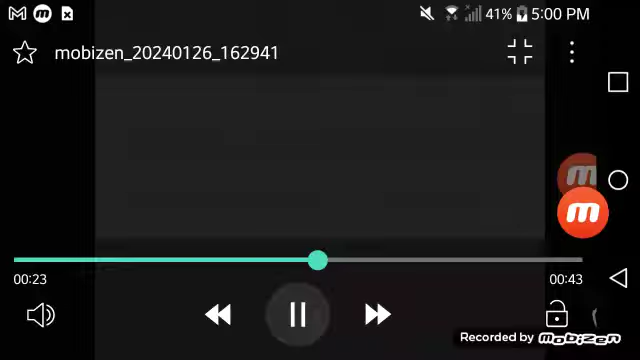 41% 5:00 PM
mobizen_20240126_162941
00:23
00:43
Recorded by mobizen